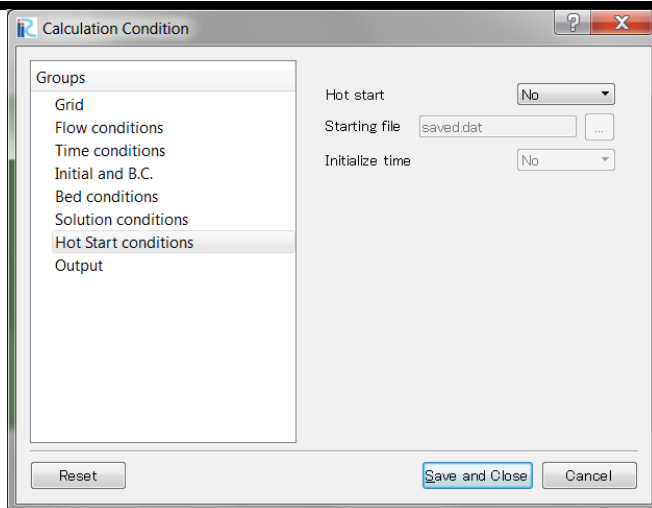 Calculation Condition
Groups
Grid
Flow conditions
Time conditions
Initial and B.C.
Bed conditions
Solution conditions
Hot Start conditions
Output
Hot start No
Starting file saved.dat ...
Initialize time No
Reset Save and Close Cancel